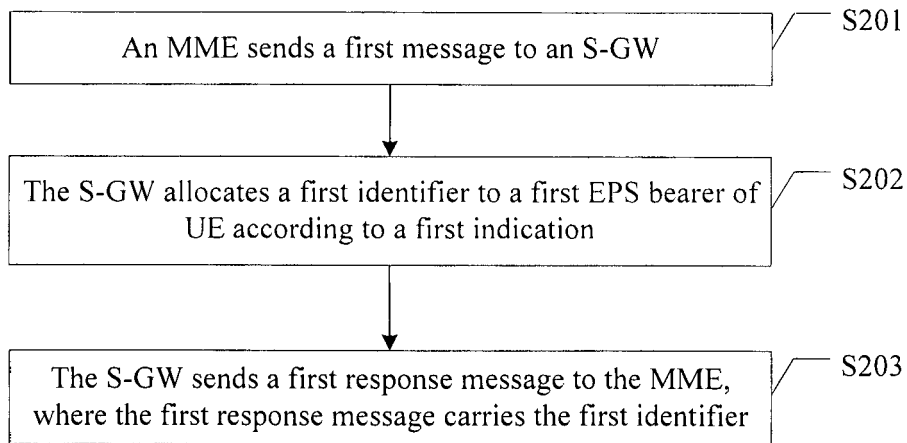 An MME sends a first message to an S-GW
S201
The S-GW allocates a first identifier to a first EPS bearer of
UE according to a first indication
S202
The S-GW sends a first response message to the MME,
where the first response message carries the first identifier
S203